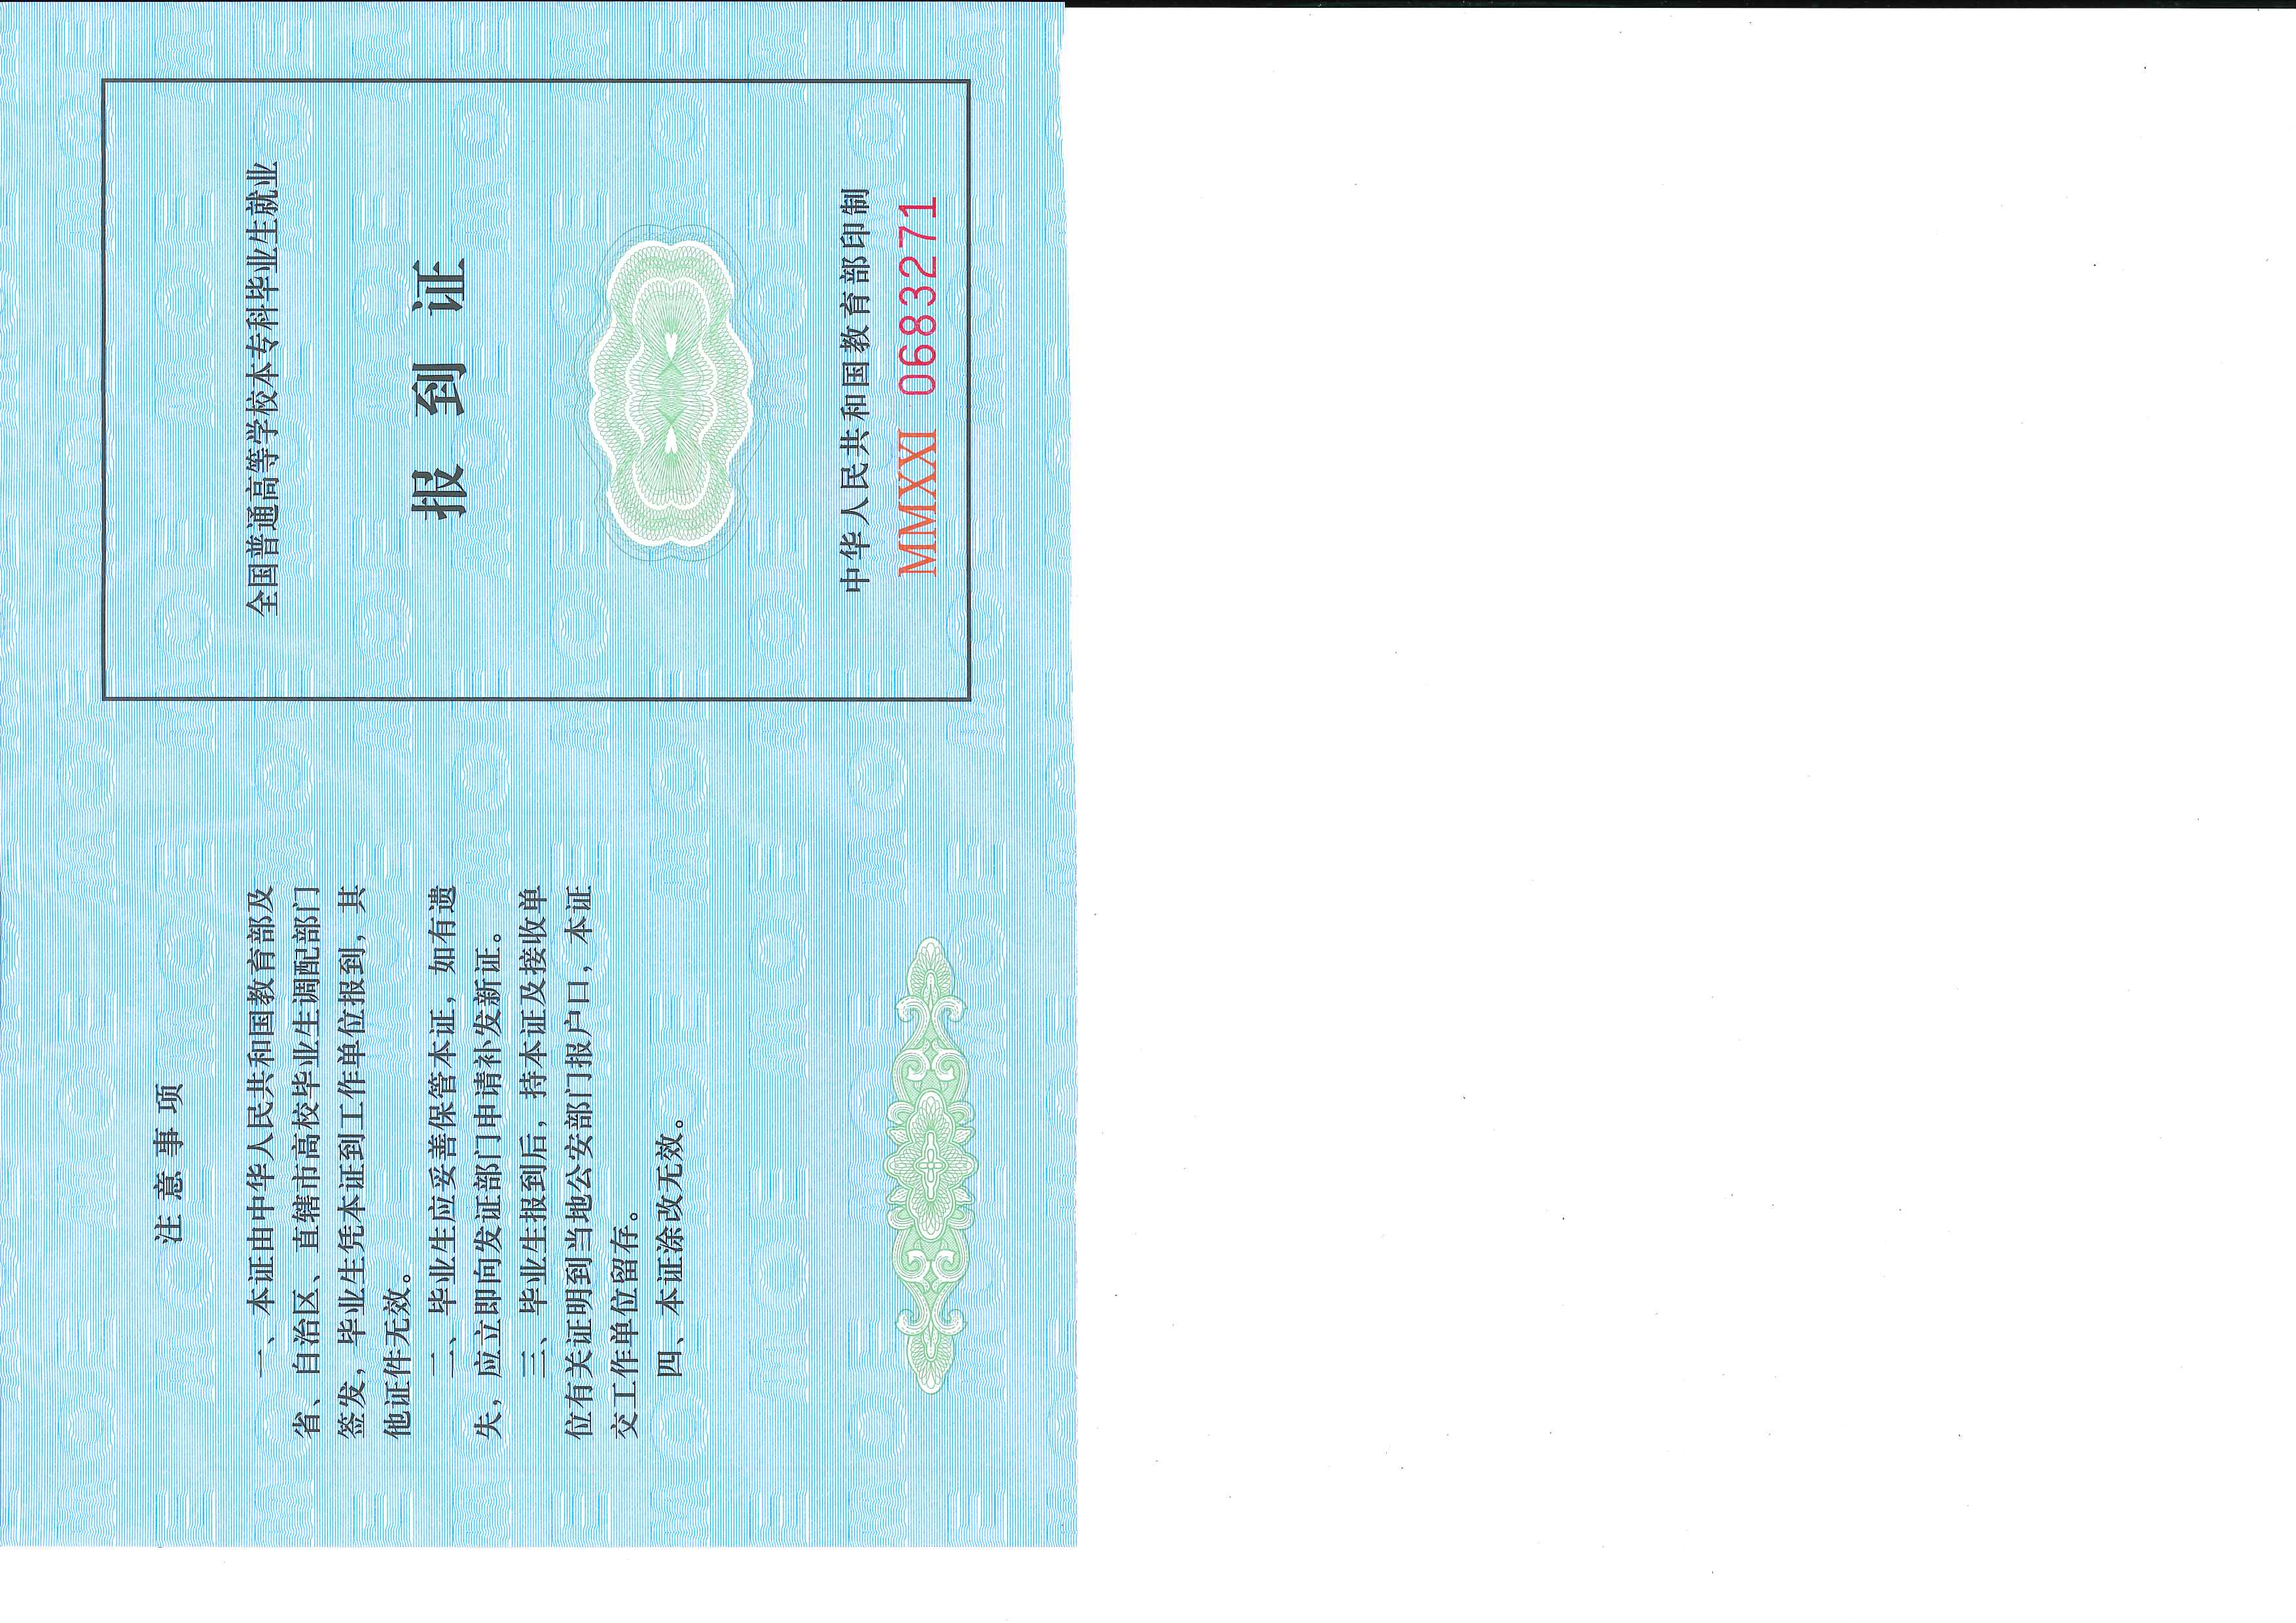 注意事项
一、本证由中华人民共和国教育部及
省、自治区、直辖市高校毕业生调配部门
签发，毕业生凭本证到工作单位报到，其
他证件无效。
二、毕业生应妥善保管本证，如有遗
失，应立即向发证部门申请补发新证。
三、毕业生报到后，持本证及接收单
位有关证明到当地公安部门报户口，本证
交工作单位留存。
四、本证涂改无效。
全国普通高等学校本专科毕业生就业
报到证
中华人民共和国教育部印制
MMXXI 0683271